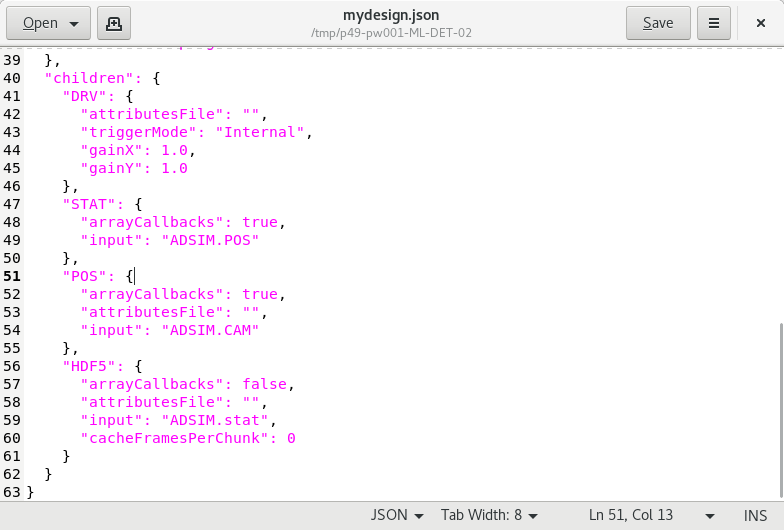 Open
mydesign.json
/tmp/p49-pw001-ML-DET-02
Save
39 },
40 "children": {
41 "DRV": {
42 "attributesFile": "",
43 "triggerMode": "Internal",
44 "gainX": 1.0,
45 "gainY": 1.0
46 },
47 "STAT": {
48 "arrayCallbacks": true,
49 "input": "ADSIM.POS"
50 },
51 "POS": {
52 "arrayCallbacks": true,
53 "attributesFile": "",
54 "input": "ADSIM.CAM"
55 },
56 "HDF5": {
57 "arrayCallbacks": false,
58 "attributesFile": "",
59 "input": "ADSIM.stat",
60 "cacheFramesPerChunk": 0
61 }
62 }
63 }
JSON Tab Width: 8 Ln 51, Col 13 INS